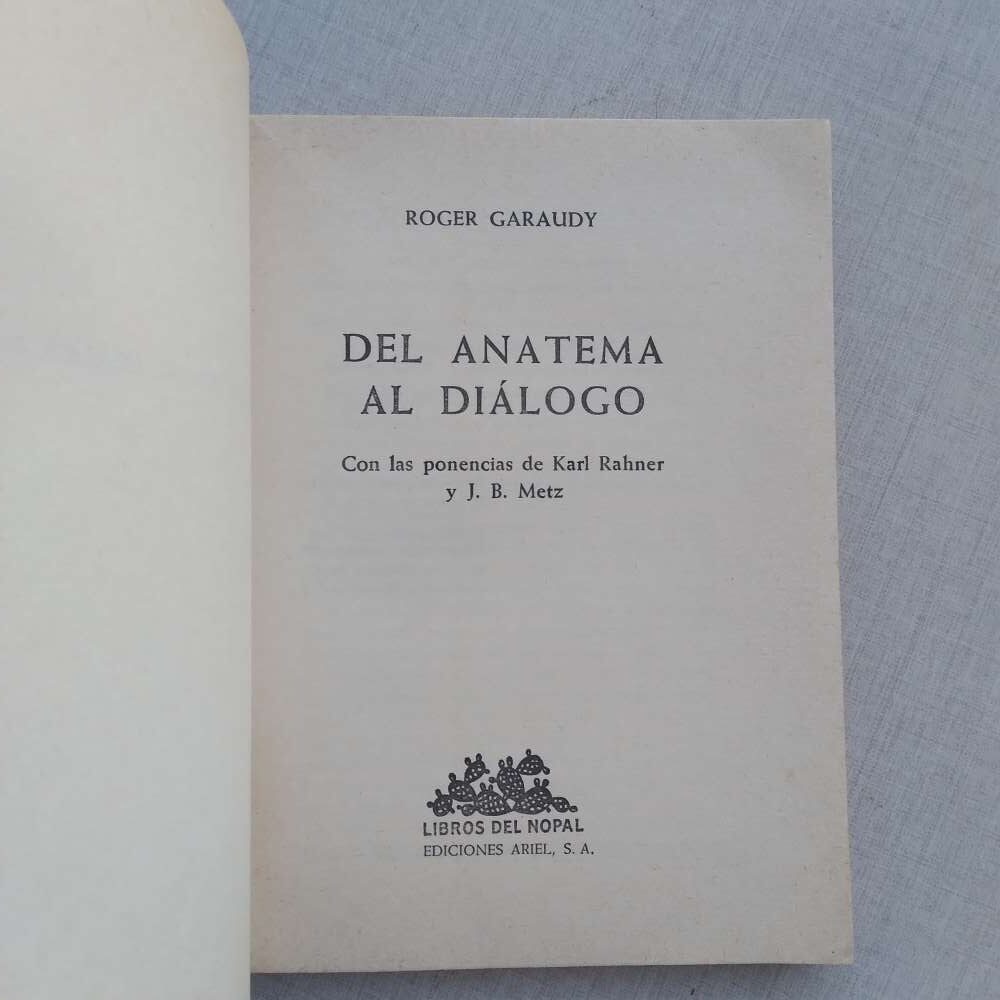 ROGER GARAUDY
DEL ANATEMA
AL DIÁLOGO
Con las ponencias de Karl Rahner
y J. B. Metz
LIBROS DEL NOPAL
EDICIONES ARIEL, S. A.